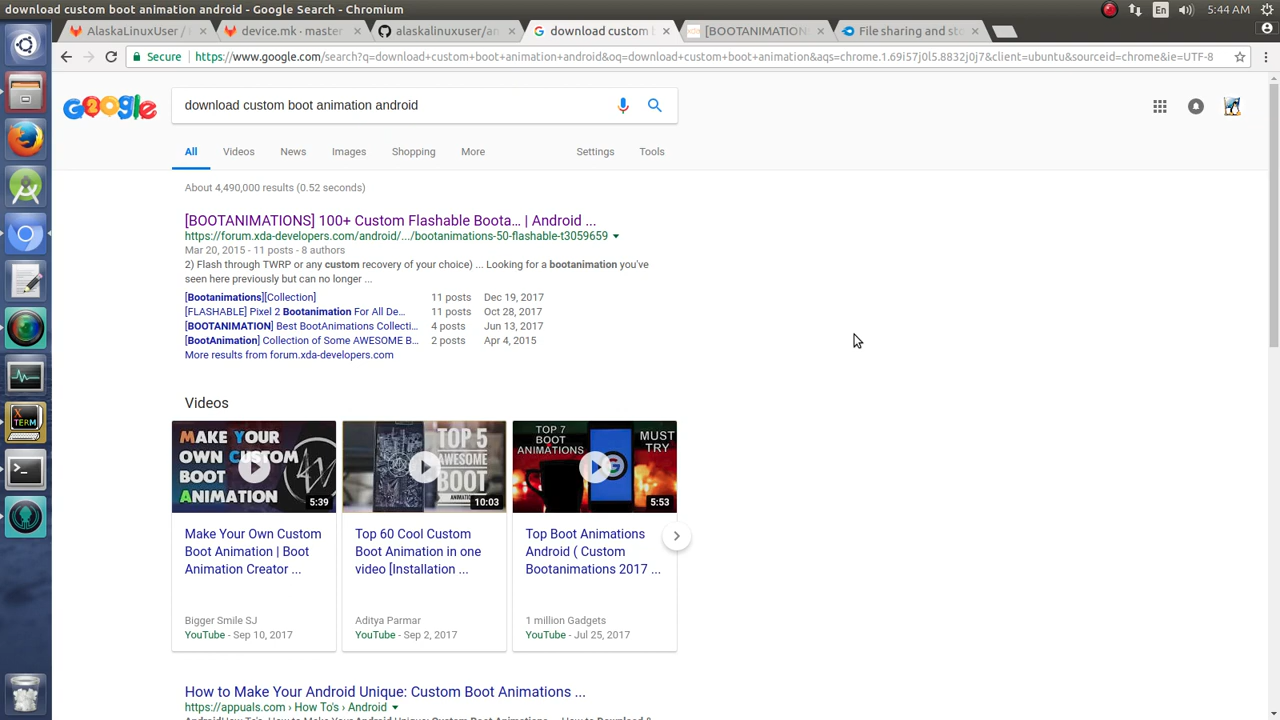 download custom boot animation android - Google Search - Chromium
En
5:44 AM
AlaskaLinuxUser /
device.mk · master
alaskalinuxuser/an
download custom b
[BOOTANIMATION
File sharing and sto
Secure
https://www.google.com/search?q=download+custom+boot+animation+android&oq=download+custom+boot+animation&aqs=chrome.1.69i57j0l5.8832j0j7&client=ubuntu&sourceid=chrome&ie=UTF-8
download custom boot animation android
All
Videos
News
Images
Shopping
More
Settings
Tools
About 4,490,000 results (0.52 seconds)
[BOOTANIMATIONS] 100+ Custom Flashable Boota... | Android ...
https://forum.xda-developers.com/android/.../bootanimations-50-flashable-t3059659
Mar 20, 2015 - 11 posts - 8 authors
2) Flash through TWRP or any custom recovery of your choice) ... Looking for a bootanimation you've
seen here previously but can no longer ...
[Bootanimations][Collection] 11 posts Dec 19, 2017
[FLASHABLE] Pixel 2 Bootanimation For All De... 11 posts Oct 28, 2017
[BOOTANIMATION] Best BootAnimations Collecti... 4 posts Jun 13, 2017
[BootAnimation] Collection of Some AWESOME B... 2 posts Apr 4, 2015
More results from forum.xda-developers.com
Videos
MAKE YOUR
OWN CUSTOM
BOOT
ANIMATION
5:39
Make Your Own Custom
Boot Animation | Boot
Animation Creator ...
Bigger Smile SJ
YouTube - Sep 10, 2017
TOP 5
AWESOME
BOOT
10:03
Top 60 Cool Custom
Boot Animation in one
video [Installation ...
Aditya Parmar
YouTube - Sep 2, 2017
TOP 7
BOOT
ANIMATIONS
MUST
TRY
5:53
Top Boot Animations
Android ( Custom
Bootanimations 2017 ...
1 million Gadgets
YouTube - Jul 25, 2017
How to Make Your Android Unique: Custom Boot Animations ...
https://appuals.com › How To's › Android
X
TERM